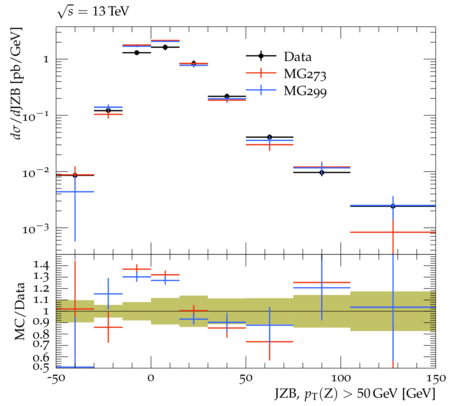 √s = 13 TeV
dσ/dJZB [pb/GeV]
1
10⁻¹
10⁻²
10⁻³
Data
MG273
MG299
MC/Data
1.4
1.3
1.2
1.1
1
0.9
0.8
0.7
0.6
0.5
-50 0 50 100 150
JZB, pT(Z) > 50 GeV [GeV]